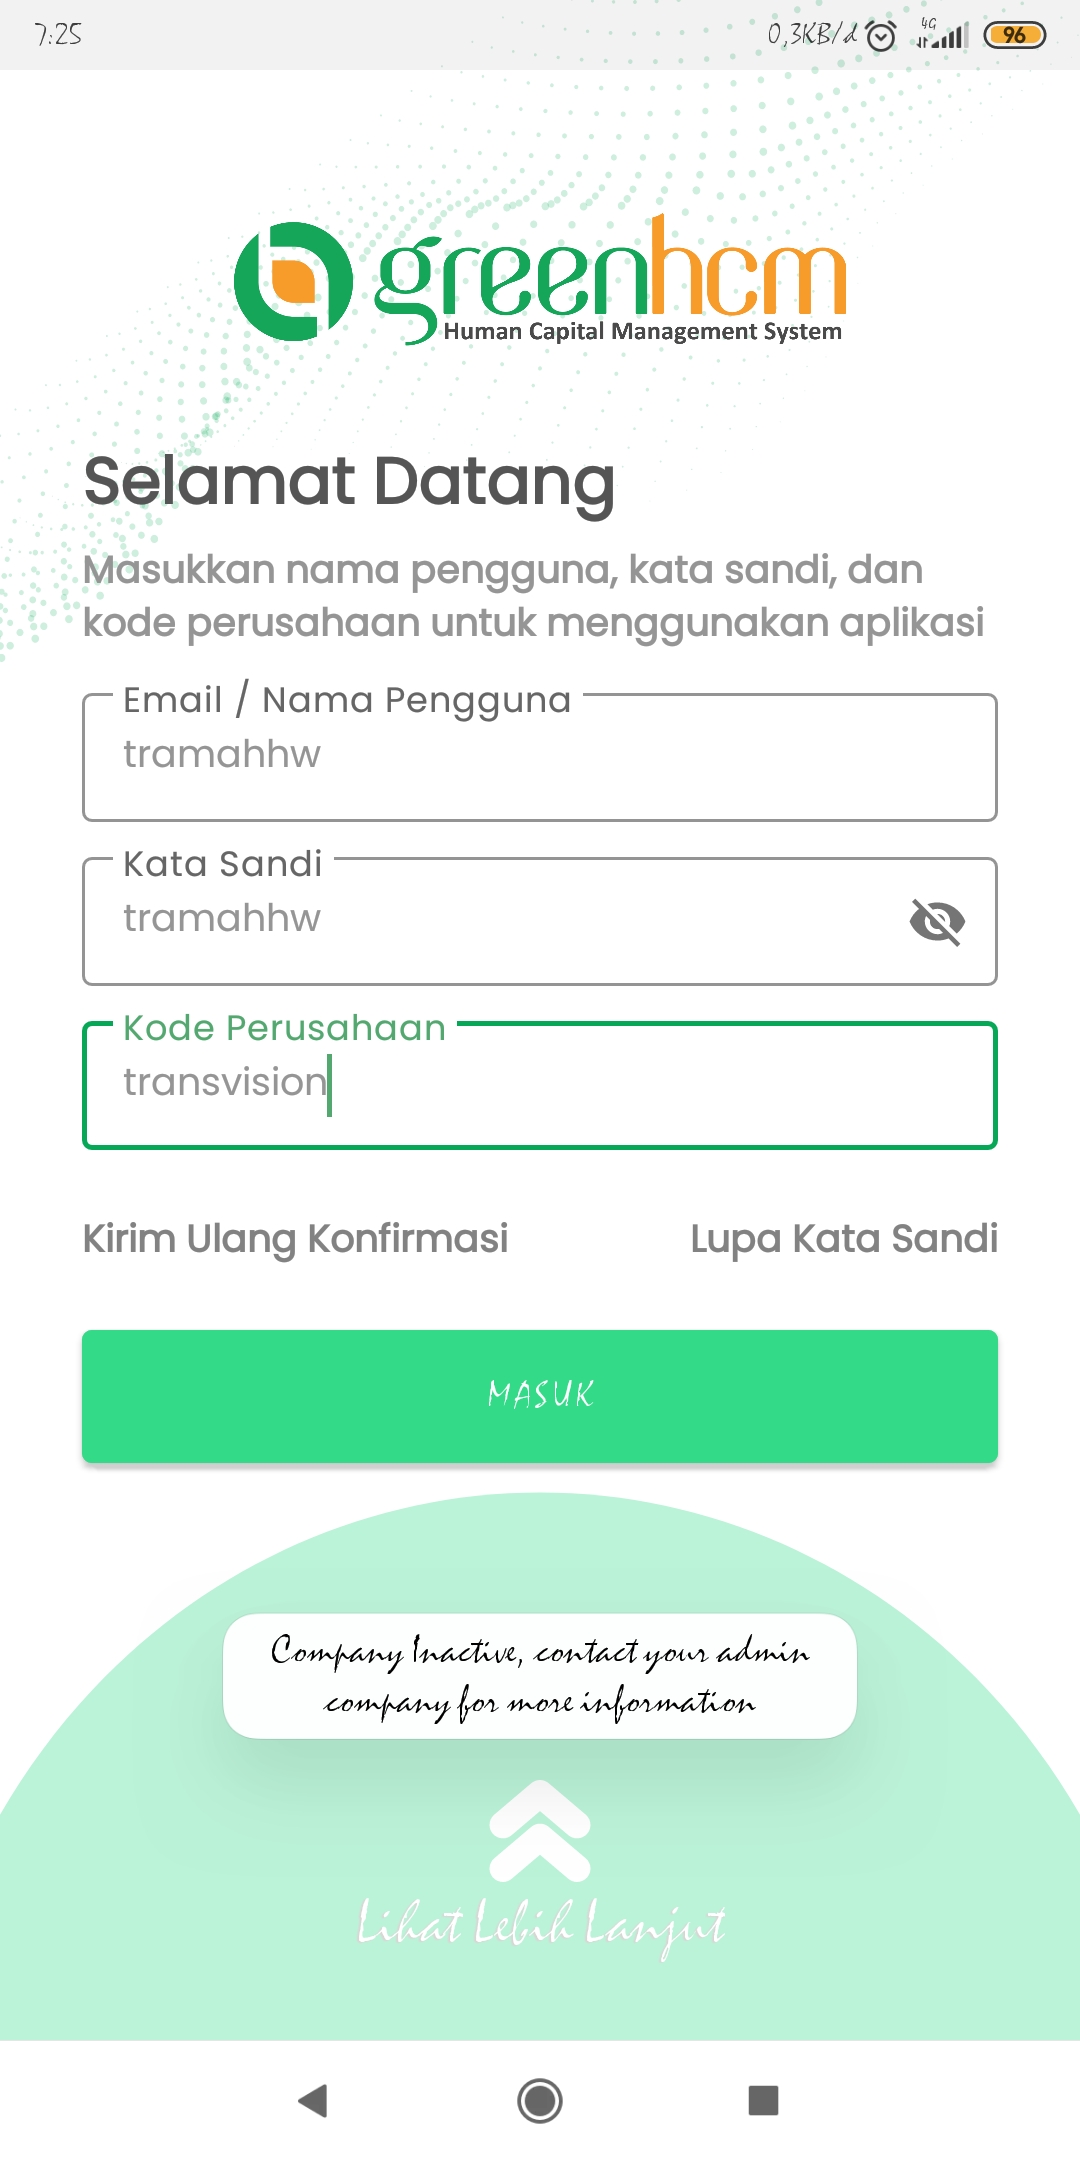 7:25
0,3KB/d
4G
96
greenhcm
Human Capital Management System
Selamat Datang
Masukkan nama pengguna, kata sandi, dan
kode perusahaan untuk menggunakan aplikasi
Email / Nama Pengguna
tramahhw
Kata Sandi
tramahhw
Kode Perusahaan
transvision
Kirim Ulang Konfirmasi
Lupa Kata Sandi
MASUK
Company Inactive, contact your admin
company for more information
Lihat Lebih Lanjut